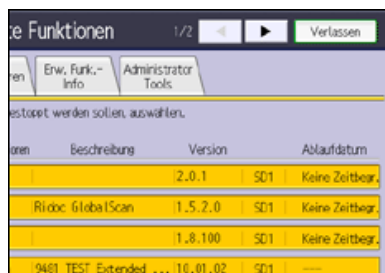 te Funktionen 1/2 Verlassen
ren Erw. Funk.- Info Administrator Tools
estoppt werden sollen, auswählen.
oren Beschreibung Version Ablaufdatum
2.0.1 SD1 Keine Zeitbegr.
Ridoc GlobalScan 1.5.2.0 SD1 Keine Zeitbegr.
1.8.100 SD1 Keine Zeitbegr.
9481 TEST Extended ... 10.01.02 SD1 ---